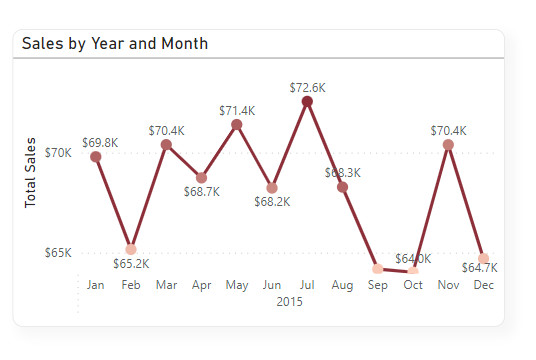 Sales by Year and Month
Total Sales
$70K
$65K
$69.8K
$65.2K
$70.4K
$68.7K
$71.4K
$68.2K
$72.6K
$68.3K
$64.0K
$70.4K
$64.7K
Jan Feb Mar Apr May Jun Jul Aug Sep Oct Nov Dec
2015